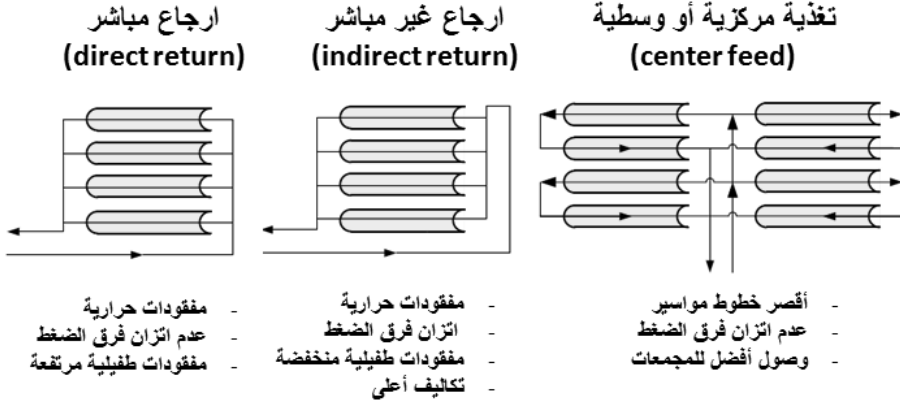 ارجاع مباشر
(direct return)
ارجاع غير مباشر
(indirect return)
تغذية مركزية أو وسطية
(center feed)
- مفقودات حرارية
- عدم اتزان فرق الضغط
- مفقودات طفيلية مرتفعة
- مفقودات حرارية
- اتزان فرق الضغط
- مفقودات طفيلية منخفضة
- تكاليف أعلى
- أقصر خطوط مواسير
- عدم اتزان فرق الضغط
- وصول أفضل للمجمعات